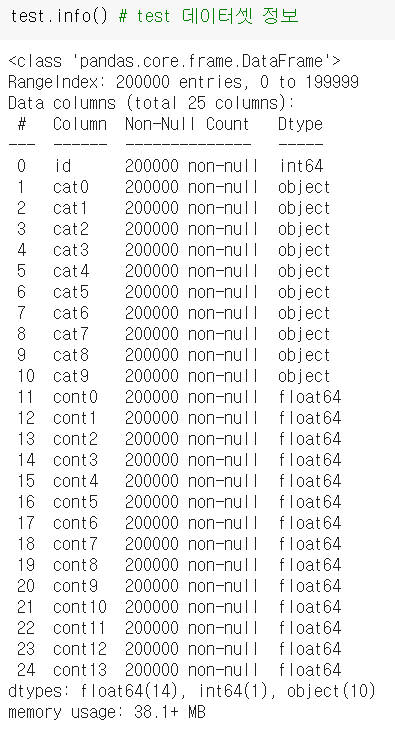 test.info() # test 데이터셋 정보
<class 'pandas.core.frame.DataFrame'>
RangeIndex: 200000 entries, 0 to 199999
Data columns (total 25 columns):
 #   Column  Non-Null Count   Dtype
---  ------  --------------   -----
 0   id      200000 non-null  int64
 1   cat0    200000 non-null  object
 2   cat1    200000 non-null  object
 3   cat2    200000 non-null  object
 4   cat3    200000 non-null  object
 5   cat4    200000 non-null  object
 6   cat5    200000 non-null  object
 7   cat6    200000 non-null  object
 8   cat7    200000 non-null  object
 9   cat8    200000 non-null  object
 10  cat9    200000 non-null  object
 11  cont0   200000 non-null  float64
 12  cont1   200000 non-null  float64
 13  cont2   200000 non-null  float64
 14  cont3   200000 non-null  float64
 15  cont4   200000 non-null  float64
 16  cont5   200000 non-null  float64
 17  cont6   200000 non-null  float64
 18  cont7   200000 non-null  float64
 19  cont8   200000 non-null  float64
 20  cont9   200000 non-null  float64
 21  cont10  200000 non-null  float64
 22  cont11  200000 non-null  float64
 23  cont12  200000 non-null  float64
 24  cont13  200000 non-null  float64
dtypes: float64(14), int64(1), object(10)
memory usage: 38.1+ MB